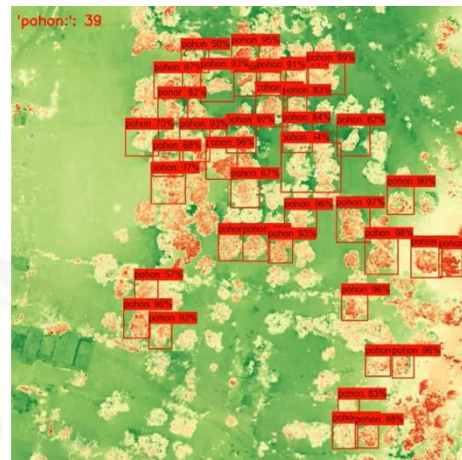 'pohon:': 39
pohon: 50%
pohon: 95%
pohon: 99%
pohon: 87%
pohon: 93%
pohon: 91%
pohon: 82%
pohon: 83%
pohon: 70%
pohon: 93%
pohon: 97%
pohon: 84%
pohon: 82%
pohon: 68%
pohon: 96%
pohon: 54%
pohon: 67%
pohon: 90%
pohon: 96%
pohon: 97%
pohon: 93%
pohon: 98%
pohon: 57%
pohon: 96%
pohon: 96%
pohon: 92%
pohon: 96%
pohon: 83%
pohon: 88%